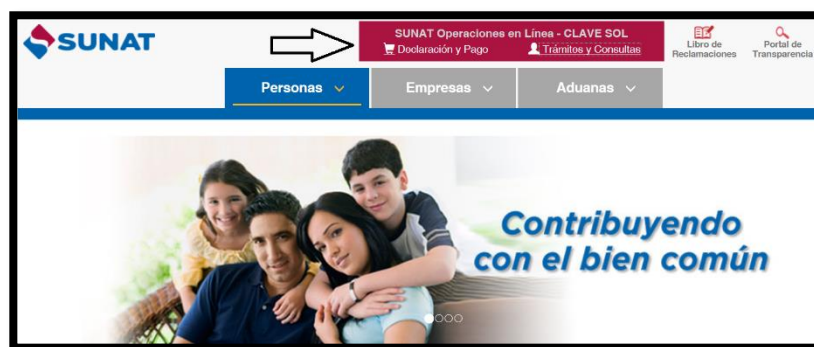 SUNAT
SUNAT Operaciones en Línea - CLAVE SOL
Declaración y Pago
Trámites y Consultas
Libro de
Reclamaciones
Portal de
Transparencia
Personas
Empresas
Aduanas
Contribuyendo
con el bien común